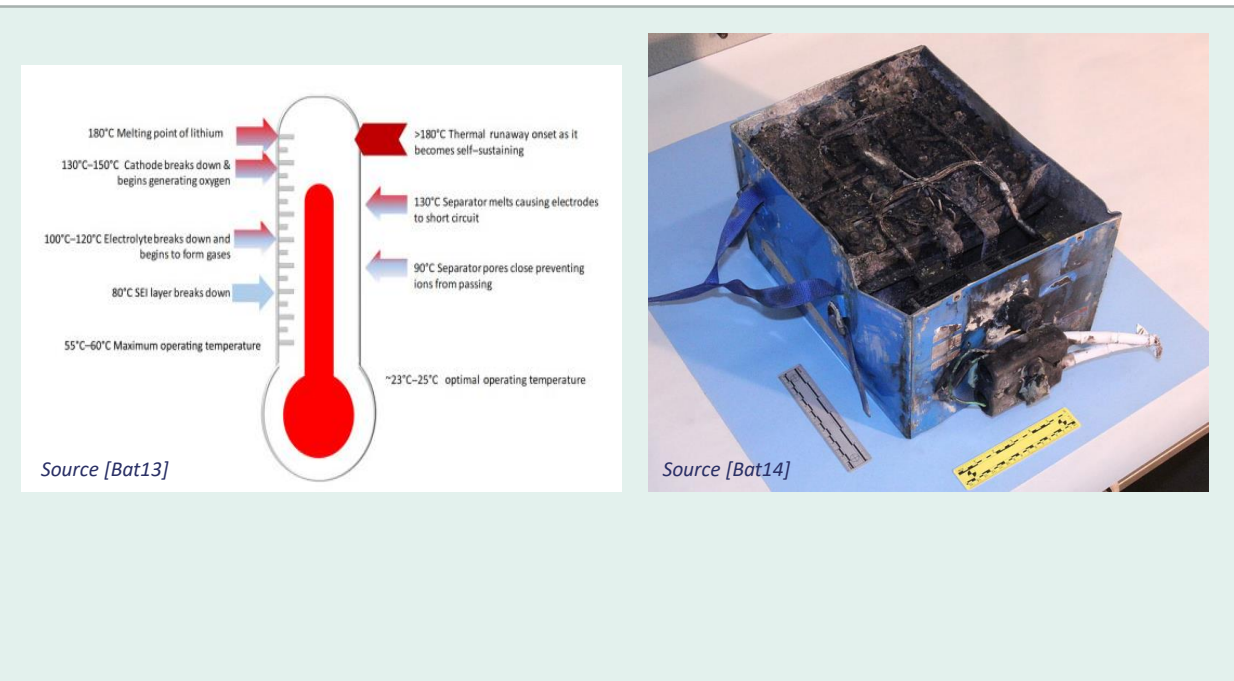 180°C Melting point of lithium
130°C–150°C Cathode breaks down &
begins generating oxygen
100°C–120°C Electrolyte breaks down and
begins to form gases
80°C SEI layer breaks down
55°C–60°C Maximum operating temperature
>180°C Thermal runaway onset as it
becomes self–sustaining
130°C Separator melts causing electrodes
to short circuit
90°C Separator pores close preventing
ions from passing
~23°C–25°C optimal operating temperature
Source [Bat13]
Source [Bat14]